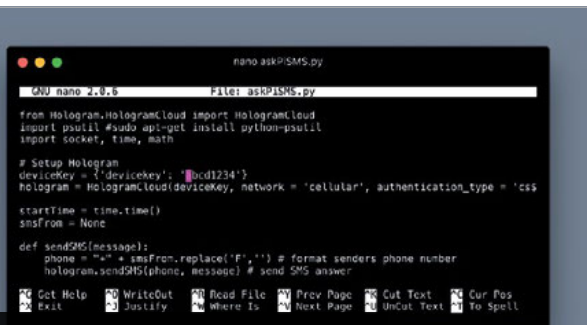 nano askPiSMS.py
GNU nano 2.0.6 File: askPiSMS.py
from Hologram.HologramCloud import HologramCloud
import psutil #sudo apt-get install python-psutil
import socket, time, math
# Setup Hologram
deviceKey = {'devicekey': 'abcd1234'}
hologram = HologramCloud(deviceKey, network = 'cellular', authentication_type = 'cs$
startTime = time.time()
smsFrom = None
def sendSMS(message):
phone = "+" + smsFrom.replace('F','') # format senders phone number
hologram.sendSMS(phone, message) # send SMS answer
^G Get Help ^O WriteOut ^R Read File ^Y Prev Page ^K Cut Text ^C Cur Pos
^X Exit ^J Justify ^W Where Is ^V Next Page ^U UnCut Text ^T To Spell